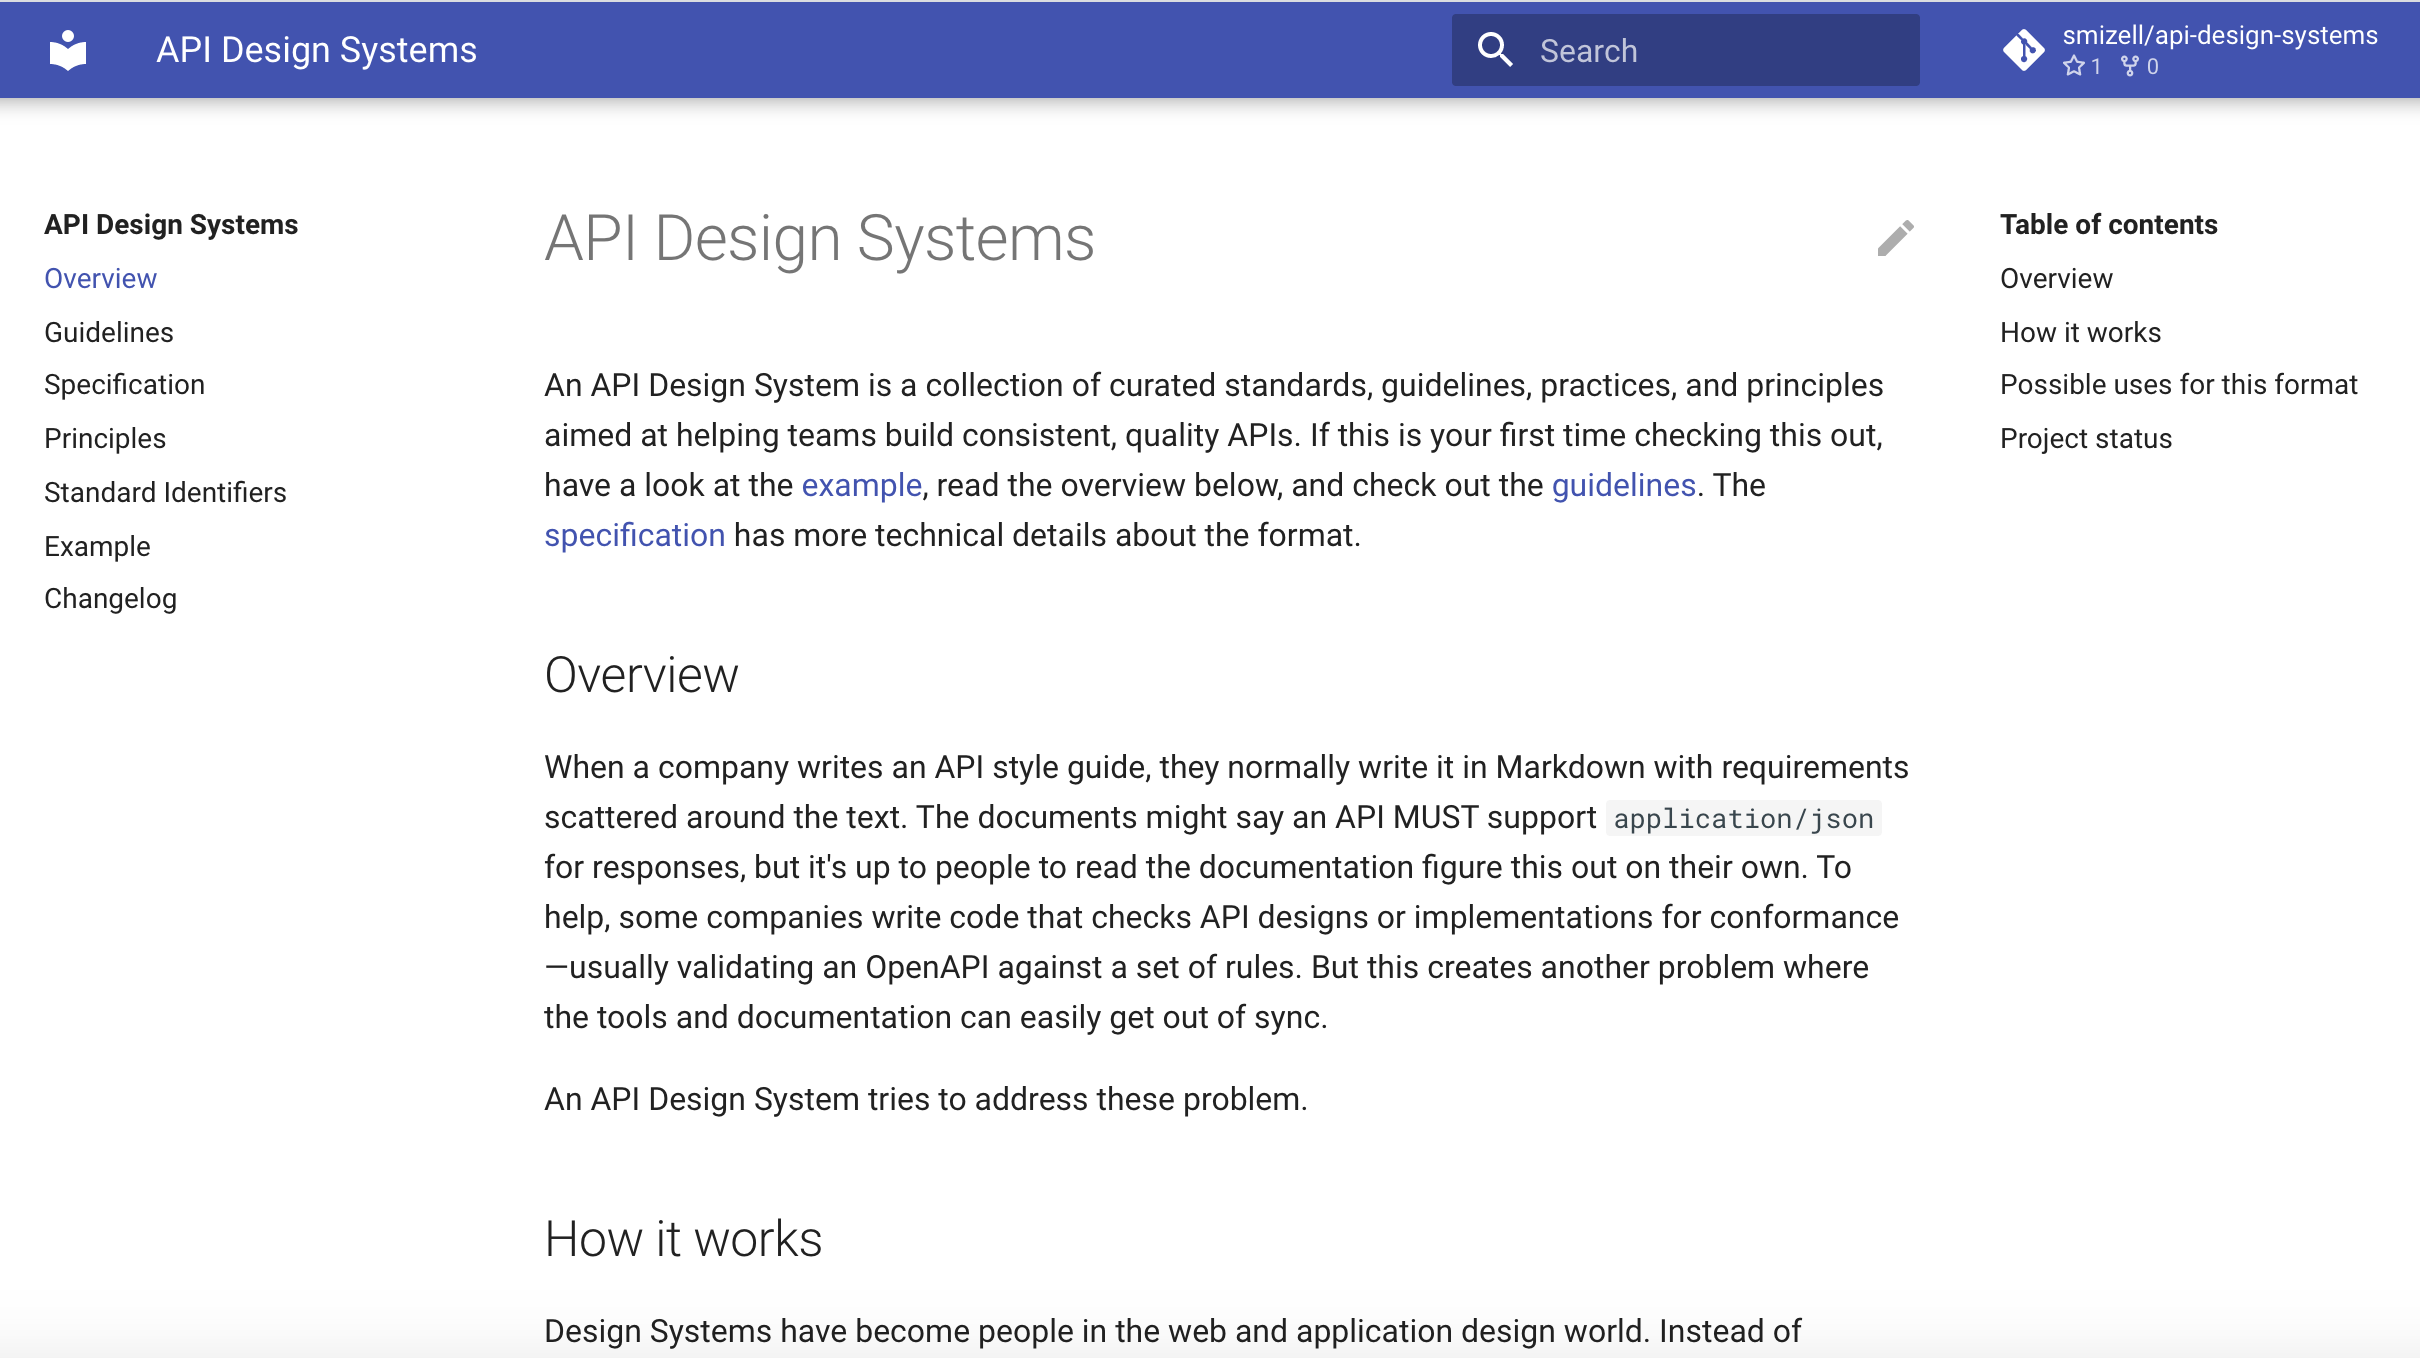 API Design Systems
Search
smizell/api-design-systems
1 0
API Design Systems
Overview
Guidelines
Specification
Principles
Standard Identifiers
Example
Changelog
API Design Systems
An API Design System is a collection of curated standards, guidelines, practices, and principles
aimed at helping teams build consistent, quality APIs. If this is your first time checking this out,
have a look at the example, read the overview below, and check out the guidelines. The
specification has more technical details about the format.
Overview
When a company writes an API style guide, they normally write it in Markdown with requirements
scattered around the text. The documents might say an API MUST support application/json
for responses, but it's up to people to read the documentation figure this out on their own. To
help, some companies write code that checks API designs or implementations for conformance
—usually validating an OpenAPI against a set of rules. But this creates another problem where
the tools and documentation can easily get out of sync.
An API Design System tries to address these problem.
How it works
Design Systems have become people in the web and application design world. Instead of
Table of contents
Overview
How it works
Possible uses for this format
Project status